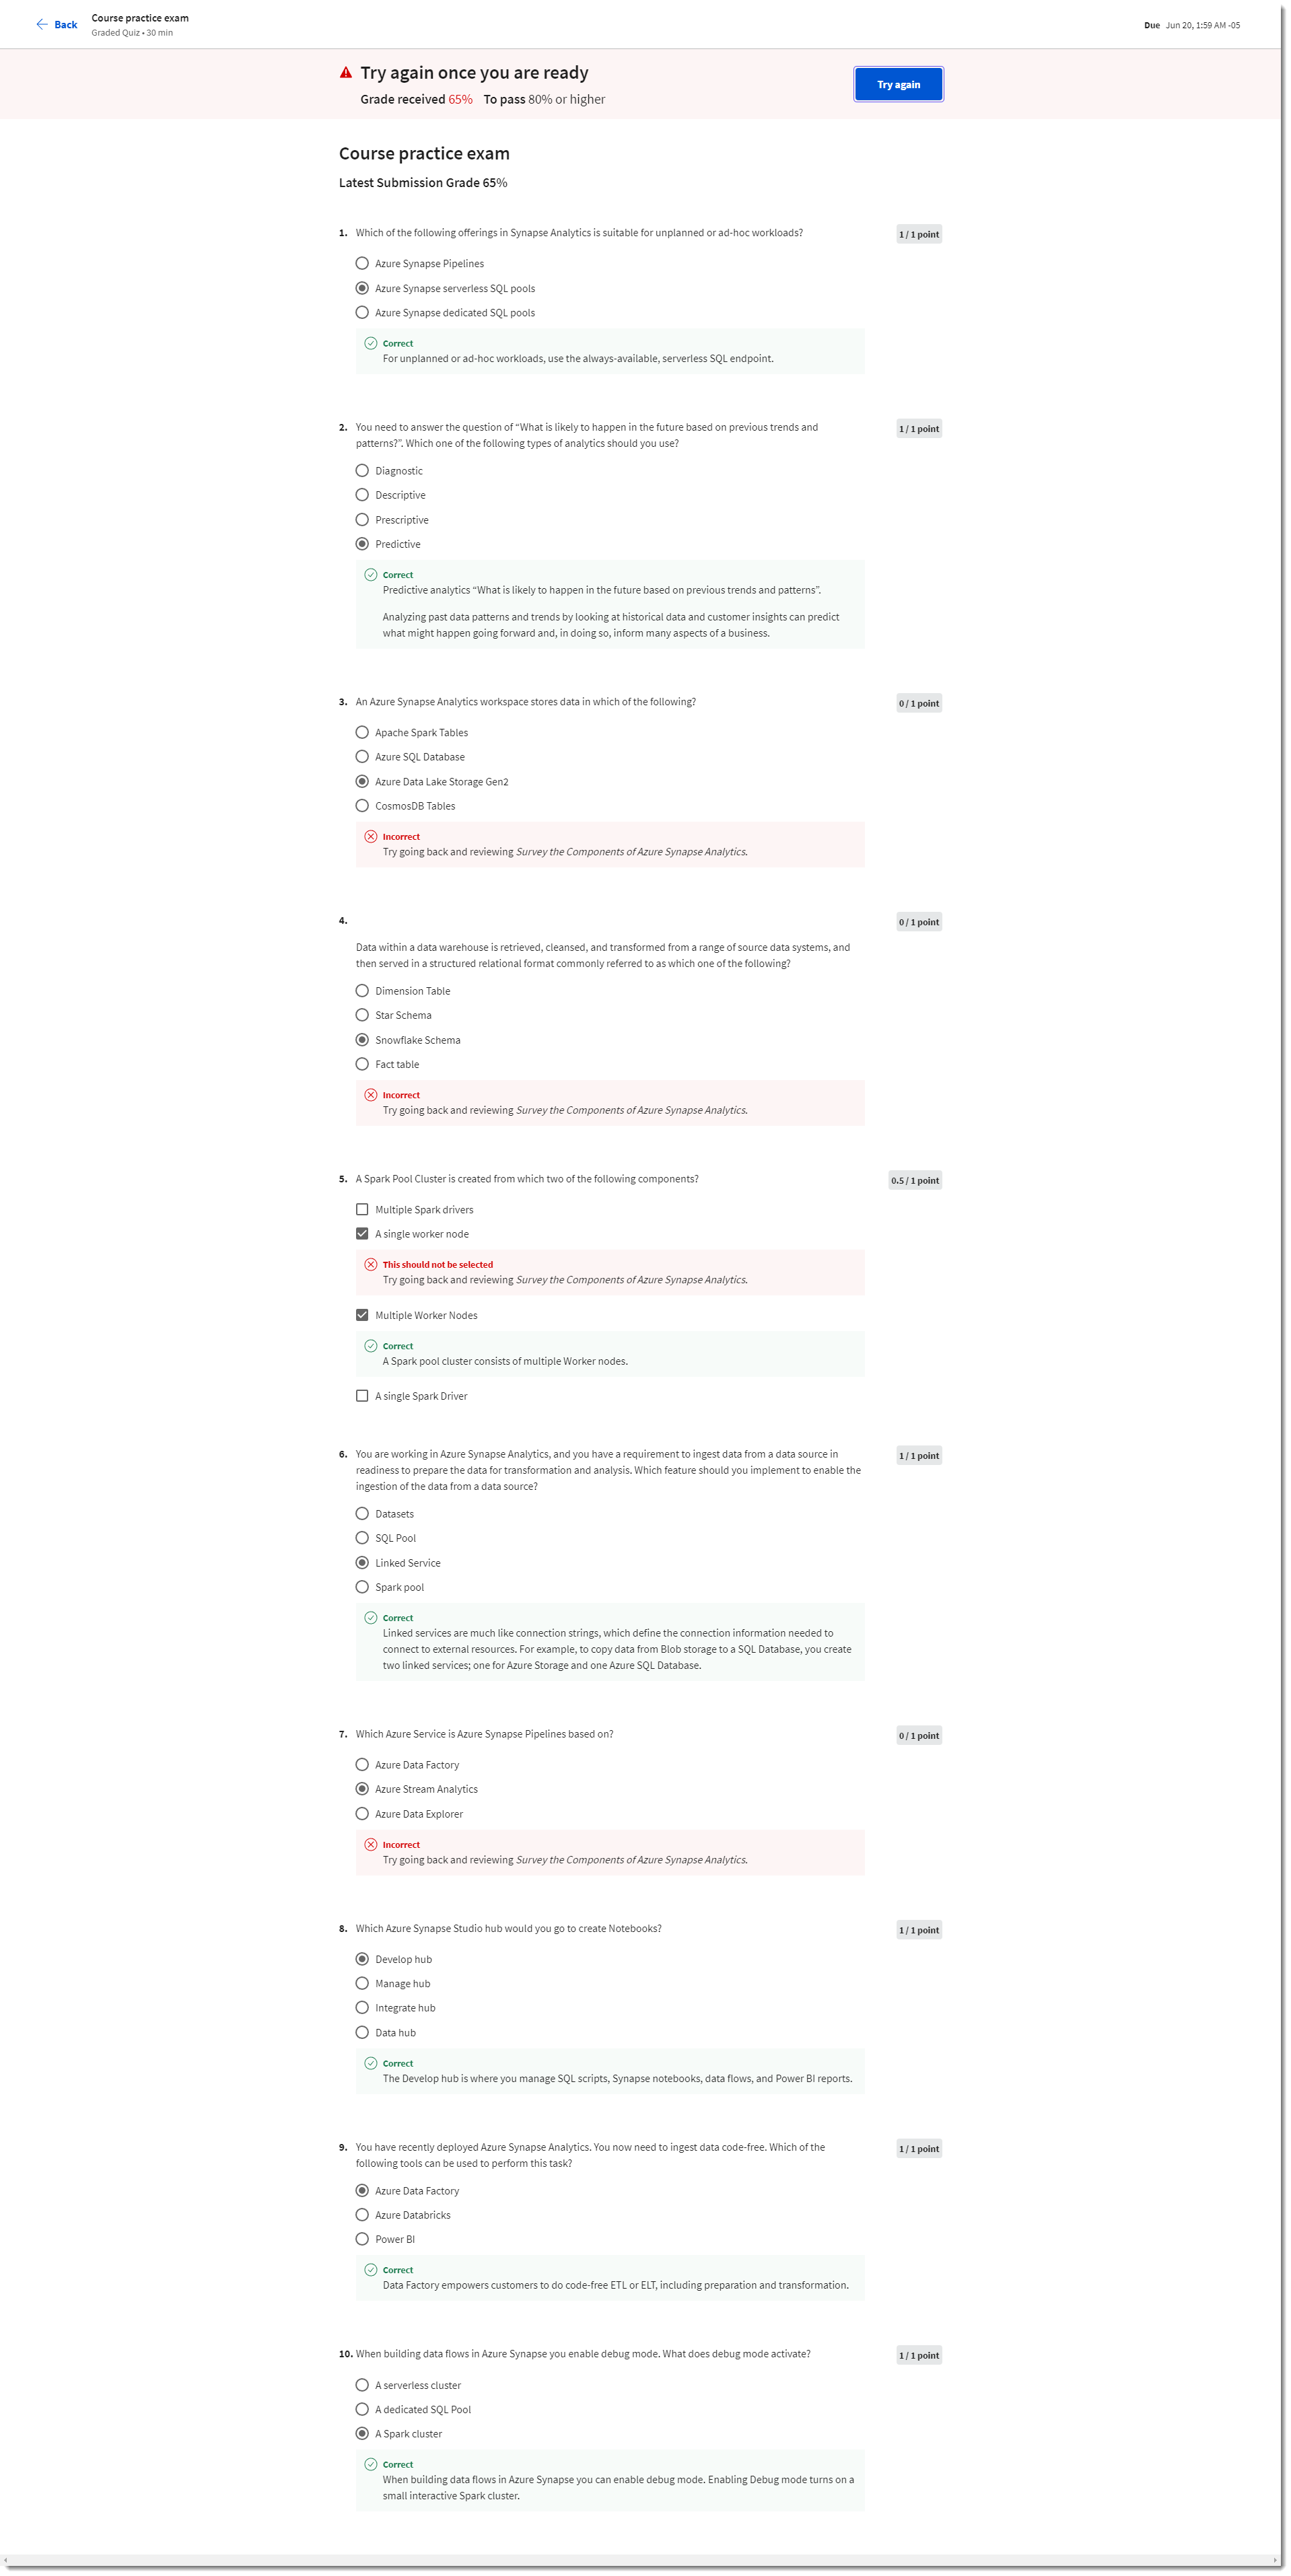 Back
Course practice exam
Graded Quiz • 30 min
Due Jun 20, 1:59 AM -05
Try again once you are ready
Grade received 65% To pass 80% or higher
Try again
Course practice exam
Latest Submission Grade 65%
1. Which of the following offerings in Synapse Analytics is suitable for unplanned or ad-hoc workloads?
1 / 1 point
Azure Synapse Pipelines
Azure Synapse serverless SQL pools
Azure Synapse dedicated SQL pools
Correct
For unplanned or ad-hoc workloads, use the always-available, serverless SQL endpoint.
2. You need to answer the question of “What is likely to happen in the future based on previous trends and
patterns?”. Which one of the following types of analytics should you use?
1 / 1 point
Diagnostic
Descriptive
Prescriptive
Predictive
Correct
Predictive analytics “What is likely to happen in the future based on previous trends and patterns”.
Analyzing past data patterns and trends by looking at historical data and customer insights can predict
what might happen going forward and, in doing so, inform many aspects of a business.
3. An Azure Synapse Analytics workspace stores data in which of the following?
0 / 1 point
Apache Spark Tables
Azure SQL Database
Azure Data Lake Storage Gen2
CosmosDB Tables
Incorrect
Try going back and reviewing Survey the Components of Azure Synapse Analytics.
4.
0 / 1 point
Data within a data warehouse is retrieved, cleansed, and transformed from a range of source data systems, and
then served in a structured relational format commonly referred to as which one of the following?
Dimension Table
Star Schema
Snowflake Schema
Fact table
Incorrect
Try going back and reviewing Survey the Components of Azure Synapse Analytics.
5. A Spark Pool Cluster is created from which two of the following components?
0.5 / 1 point
Multiple Spark drivers
A single worker node
This should not be selected
Try going back and reviewing Survey the Components of Azure Synapse Analytics.
Multiple Worker Nodes
Correct
A Spark pool cluster consists of multiple Worker nodes.
A single Spark Driver
6. You are working in Azure Synapse Analytics, and you have a requirement to ingest data from a data source in
readiness to prepare the data for transformation and analysis. Which feature should you implement to enable the
ingestion of the data from a data source?
1 / 1 point
Datasets
SQL Pool
Linked Service
Spark pool
Correct
Linked services are much like connection strings, which define the connection information needed to
connect to external resources. For example, to copy data from Blob storage to a SQL Database, you create
two linked services; one for Azure Storage and one Azure SQL Database.
7. Which Azure Service is Azure Synapse Pipelines based on?
0 / 1 point
Azure Data Factory
Azure Stream Analytics
Azure Data Explorer
Incorrect
Try going back and reviewing Survey the Components of Azure Synapse Analytics.
8. Which Azure Synapse Studio hub would you go to create Notebooks?
1 / 1 point
Develop hub
Manage hub
Integrate hub
Data hub
Correct
The Develop hub is where you manage SQL scripts, Synapse notebooks, data flows, and Power BI reports.
9. You have recently deployed Azure Synapse Analytics. You now need to ingest data code-free. Which of the
following tools can be used to perform this task?
1 / 1 point
Azure Data Factory
Azure Databricks
Power BI
Correct
Data Factory empowers customers to do code-free ETL or ELT, including preparation and transformation.
10. When building data flows in Azure Synapse you enable debug mode. What does debug mode activate?
1 / 1 point
A serverless cluster
A dedicated SQL Pool
A Spark cluster
Correct
When building data flows in Azure Synapse you can enable debug mode. Enabling Debug mode turns on a
small interactive Spark cluster.